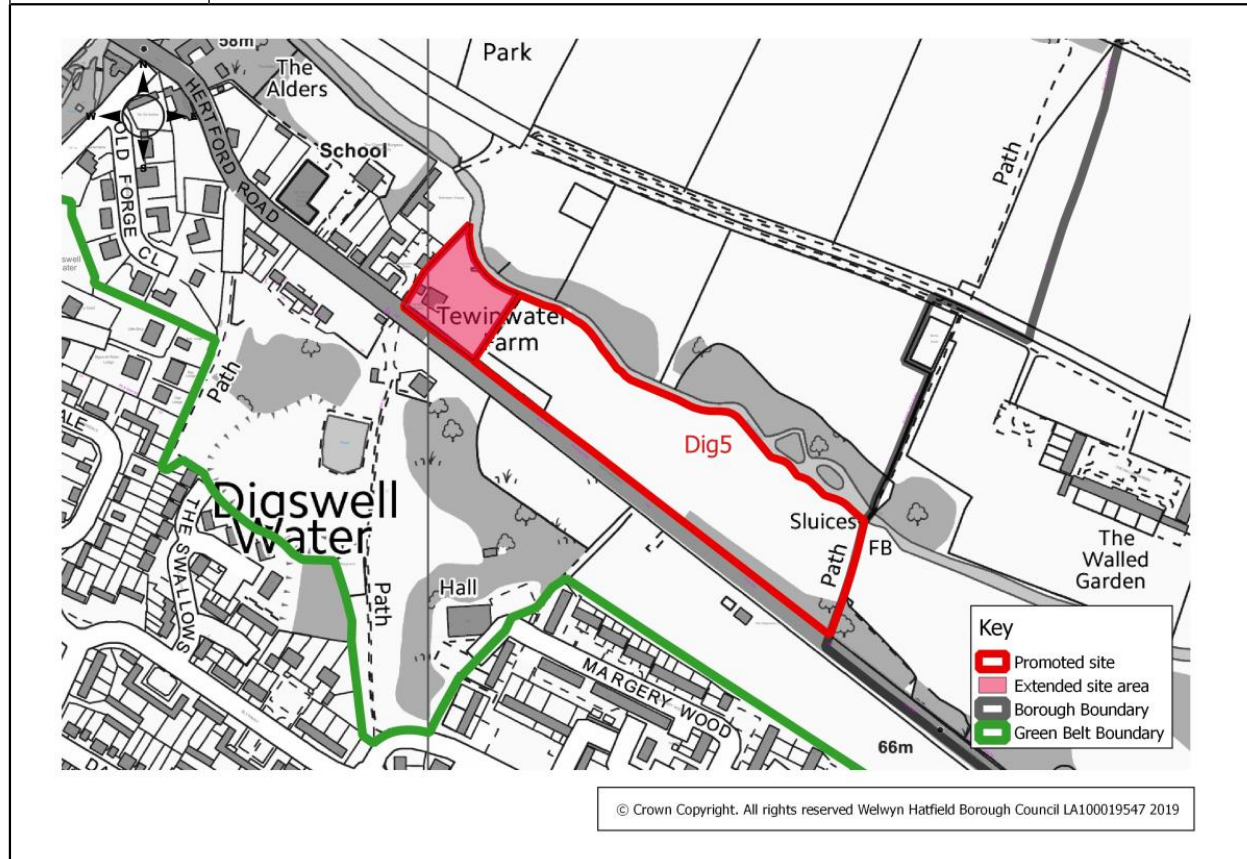 58m
The
Alders
Park
N
W
E
S
HERTFORD ROAD
OLD FORGE CL
School
Path
Tewinwater
Farm
Path
Dig5
Digswell
Water
THE SWALLOWS
Path
Hall
Sluices
Path
FB
The
Walled
Garden
MARGERY WOOD
66m
Key
Promoted site
Extended site area
Borough Boundary
Green Belt Boundary
© Crown Copyright. All rights reserved Welwyn Hatfield Borough Council LA100019547 2019